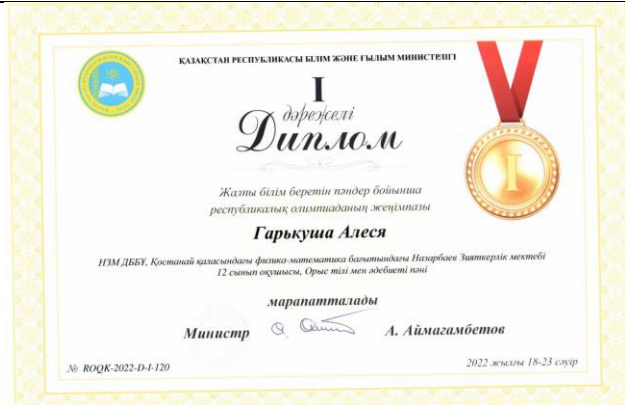 ҚАЗАҚСТАН РЕСПУБЛИКАСЫ БІЛІМ ЖӘНЕ ҒЫЛЫМ МИНИСТРЛІГІ
I
дәрежелі
Диплом
I
Жалпы білім беретін пәндер бойынша
республикалық олимпиаданың жеңімпазы
Гарькуша Алеся
НЗМ ДББҰ, Қостанай қаласындағы физика-математика бағытындағы Назарбаев Зияткерлік мектебі
12 сынып оқушысы, Орыс тілі мен әдебиеті пәні
марапатталады
Министр А. Аймагамбетов
№ ROQK-2022-D-I-120
2022 жылғы 18-23 сәуір